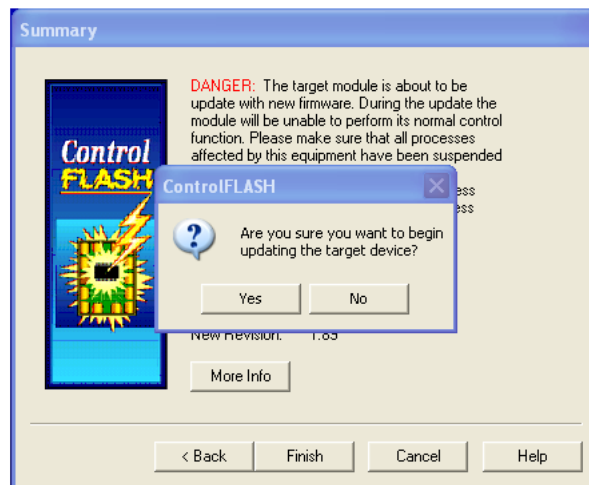 Summary
DANGER: The target module is about to be
update with new firmware. During the update the
module will be unable to perform its normal control
function. Please make sure that all processes
affected by this equipment have been suspended
Control
FLASH
ControlFLASH
Are you sure you want to begin
updating the target device?
Yes
No
New Revision: 1.89
More Info
< Back
Finish
Cancel
Help